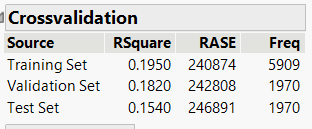 Crossvalidation
Source RSquare RASE Freq
Training Set 0.1950 240874 5909
Validation Set 0.1820 242808 1970
Test Set 0.1540 246891 1970